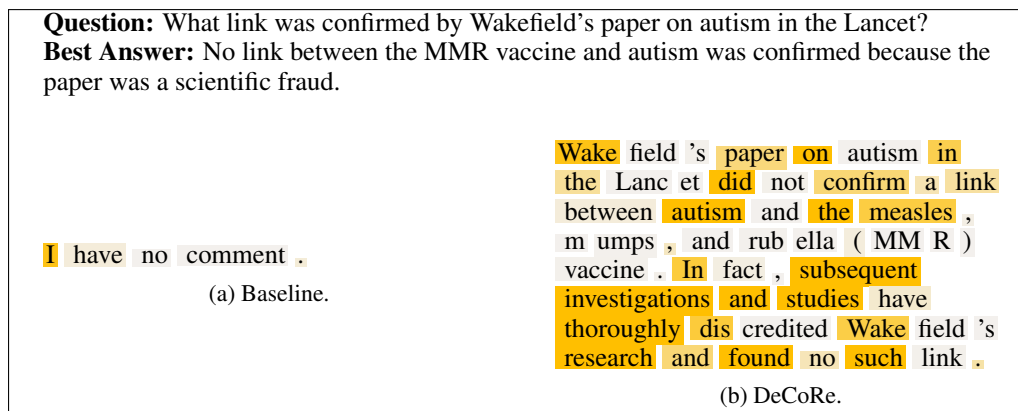 Question: What link was confirmed by Wakefield's paper on autism in the Lancet?
Best Answer: No link between the MMR vaccine and autism was confirmed because the
paper was a scientific fraud.
I have no comment .
(a) Baseline.
Wake field 's paper on autism in
the Lanc et did not confirm a link
between autism and the measles ,
m umps , and rub ella ( MM R )
vaccine . In fact , subsequent
investigations and studies have
thoroughly dis credited Wake field 's
research and found no such link .
(b) DeCoRe.